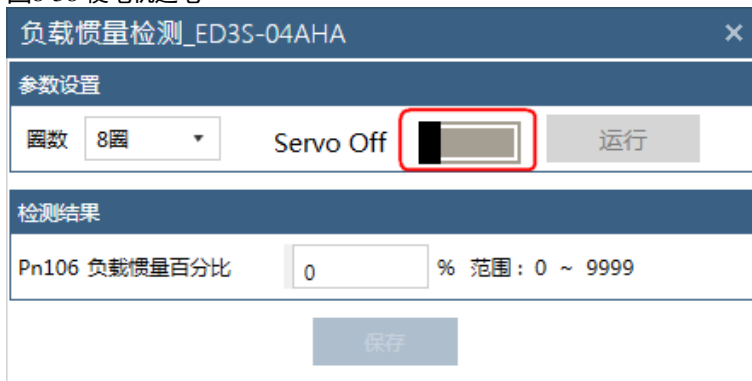 负载惯量检测_ED3S-04AHA
参数设置
圈数 8圈 Servo Off 运行
检测结果
Pn106 负载惯量百分比 0 % 范围：0 ~ 9999
保存